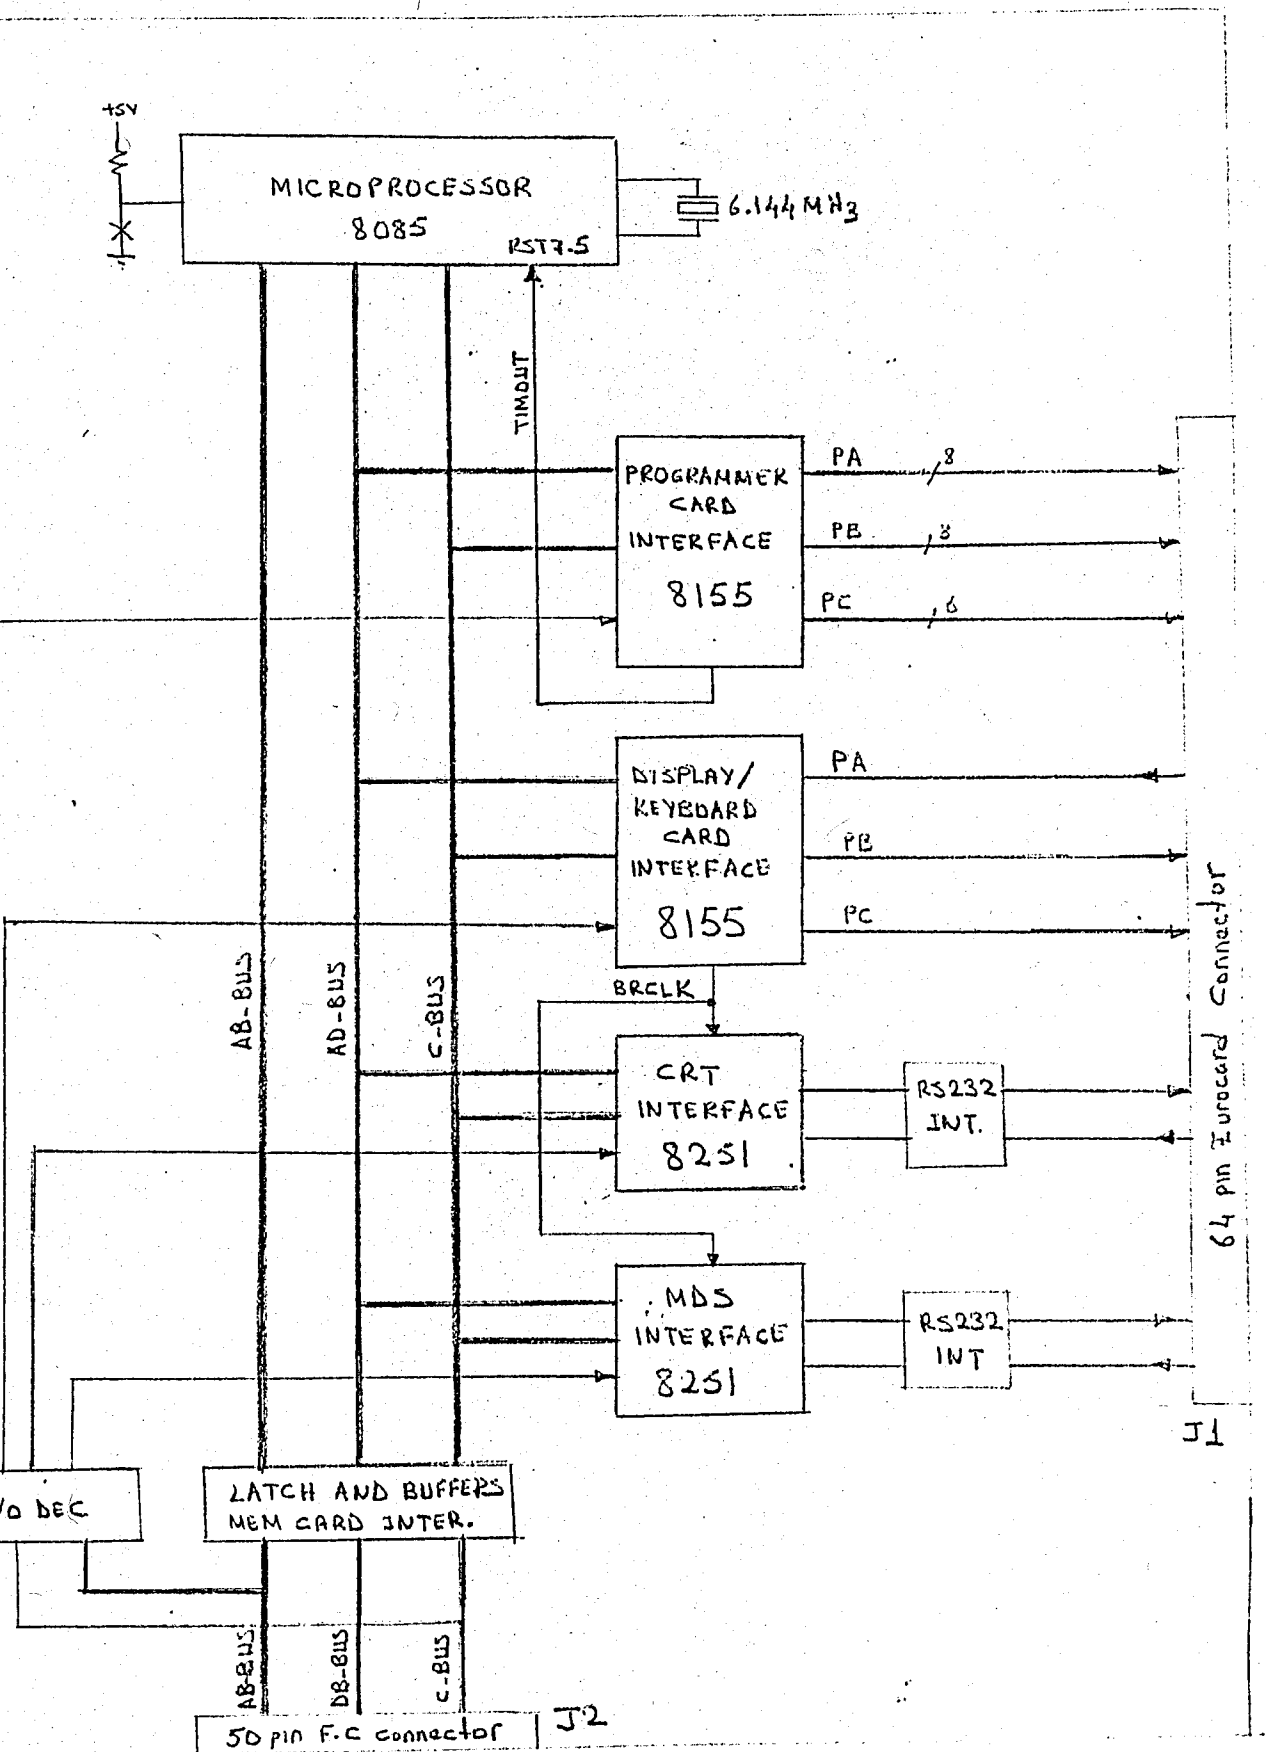 +5V
MICROPROCESSOR
8085
RST7.5
6.144 MHz
TIMOUT
PROGRAMMER
CARD
INTERFACE
8155
PA
8
PB
8
PC
6
DISPLAY/
KEYBOARD
CARD
INTERFACE
8155
PA
PB
PC
AB-BUS
AD-BUS
C-BUS
BRCLK
CRT
INTERFACE
8251
RS232
INT.
64 pin Eurocard Connector
MDS
INTERFACE
8251
RS232
INT
J1
/O DEC
LATCH AND BUFFERS
MEM CARD INTER.
AB-BUS
DB-BUS
C-BUS
50 pin F.C connector
J2